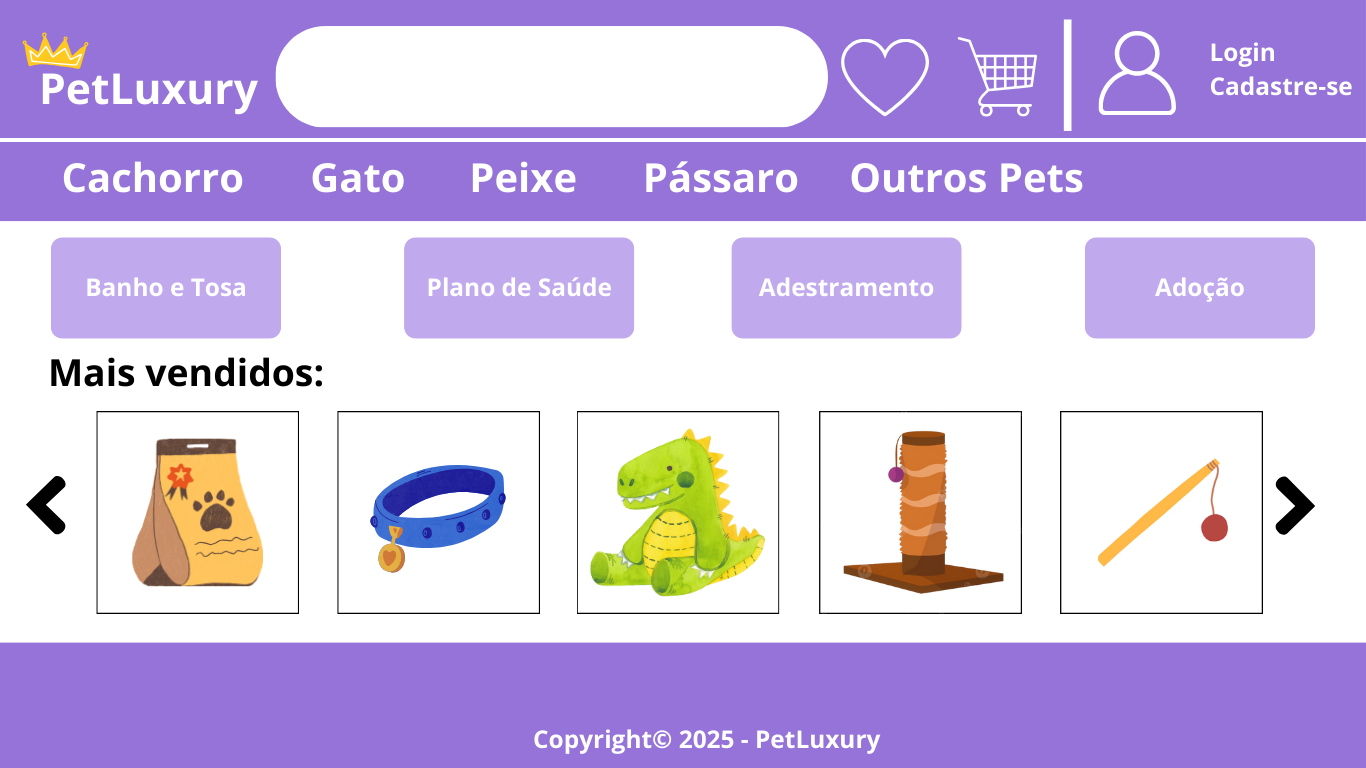 PetLuxury
Login
Cadastre-se
Cachorro Gato Peixe Pássaro Outros Pets
Banho e Tosa Plano de Saúde Adestramento Adoção
Mais vendidos:
Copyright© 2025 - PetLuxury